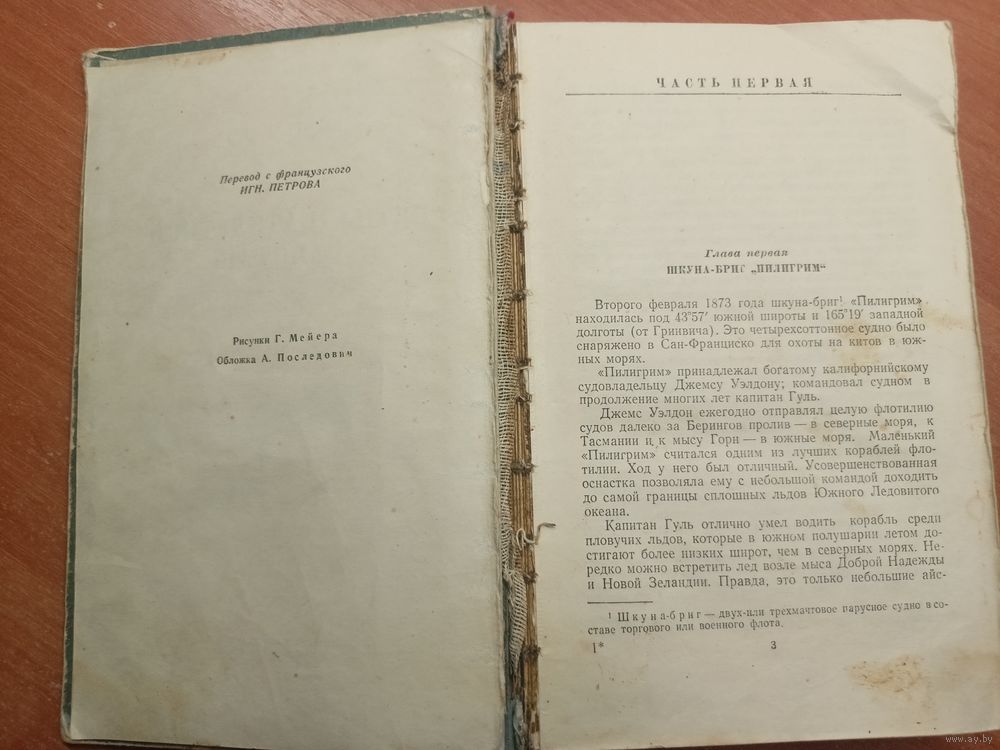 Перевод с французского
ИГН. ПЕТРОВА
Рисунки Г. Мейера
Обложка А. Последович
ЧАСТЬ ПЕРВАЯ
Глава первая
ШКУНА-БРИГ „ПИЛИГРИМ“
Второго февраля 1873 года шкуна-бриг¹ «Пилигрим»
находилась под 43°57′ южной широты и 165°19′ западной
долготы (от Гринвича). Это четырехсоттонное судно было
снаряжено в Сан-Франциско для охоты на китов в юж-
ных морях.
«Пилигрим» принадлежал богатому калифорнийскому
судовладельцу Джемсу Уэлдону; командовал судном в
продолжение многих лет капитан Гуль.
Джемс Уэлдон ежегодно отправлял целую флотилию
судов далеко за Берингов пролив — в северные моря, к
Тасмании и к мысу Горн — в южные моря. Маленький
«Пилигрим» считался одним из лучших кораблей фло-
тилии. Ход у него был отличный. Усовершенствованная
оснастка позволяла ему с небольшой командой доходить
до самой границы сплошных льдов Южного Ледовитого
океана.
Капитан Гуль отлично умел водить корабль среди
пловучих льдов, которые в южном полушарии летом до-
стигают более низких широт, чем в северных морях. Не-
редко можно встретить лед возле мыса Доброй Надежды
и Новой Зеландии. Правда, это только небольшие айс-
¹ Шкуна-бриг — двух-или трехмачтовое парусное судно в со-
ставе торгового или военного флота.
1*
3
www.ay.by